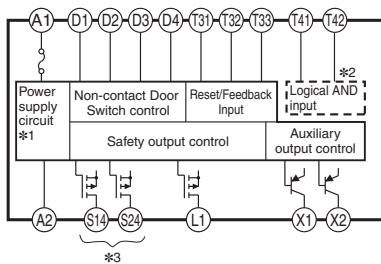 A1 D1 D2 D3 D4 T31 T32 T33 T41 T42
*2
Power
supply
circuit
*1
Non-contact Door
Switch control
Reset/Feedback
Input
Logical AND
input
Safety output control
Auxiliary
output control
A2 S14 S24 L1 X1 X2
*3